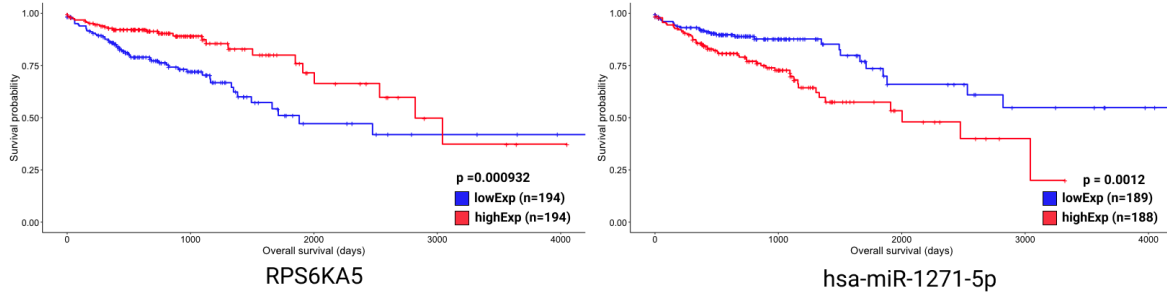 1.00
0.75
0.50
0.25
0.00
Survival probability
p =0.000932
lowExp (n=194)
highExp (n=194)
0
1000
2000
3000
4000
Overall survival (days)
RPS6KA5
1.00
0.75
0.50
0.25
0.00
Survival probability
p = 0.0012
lowExp (n=189)
highExp (n=188)
0
1000
2000
3000
4000
Overall survival (days)
hsa-miR-1271-5p